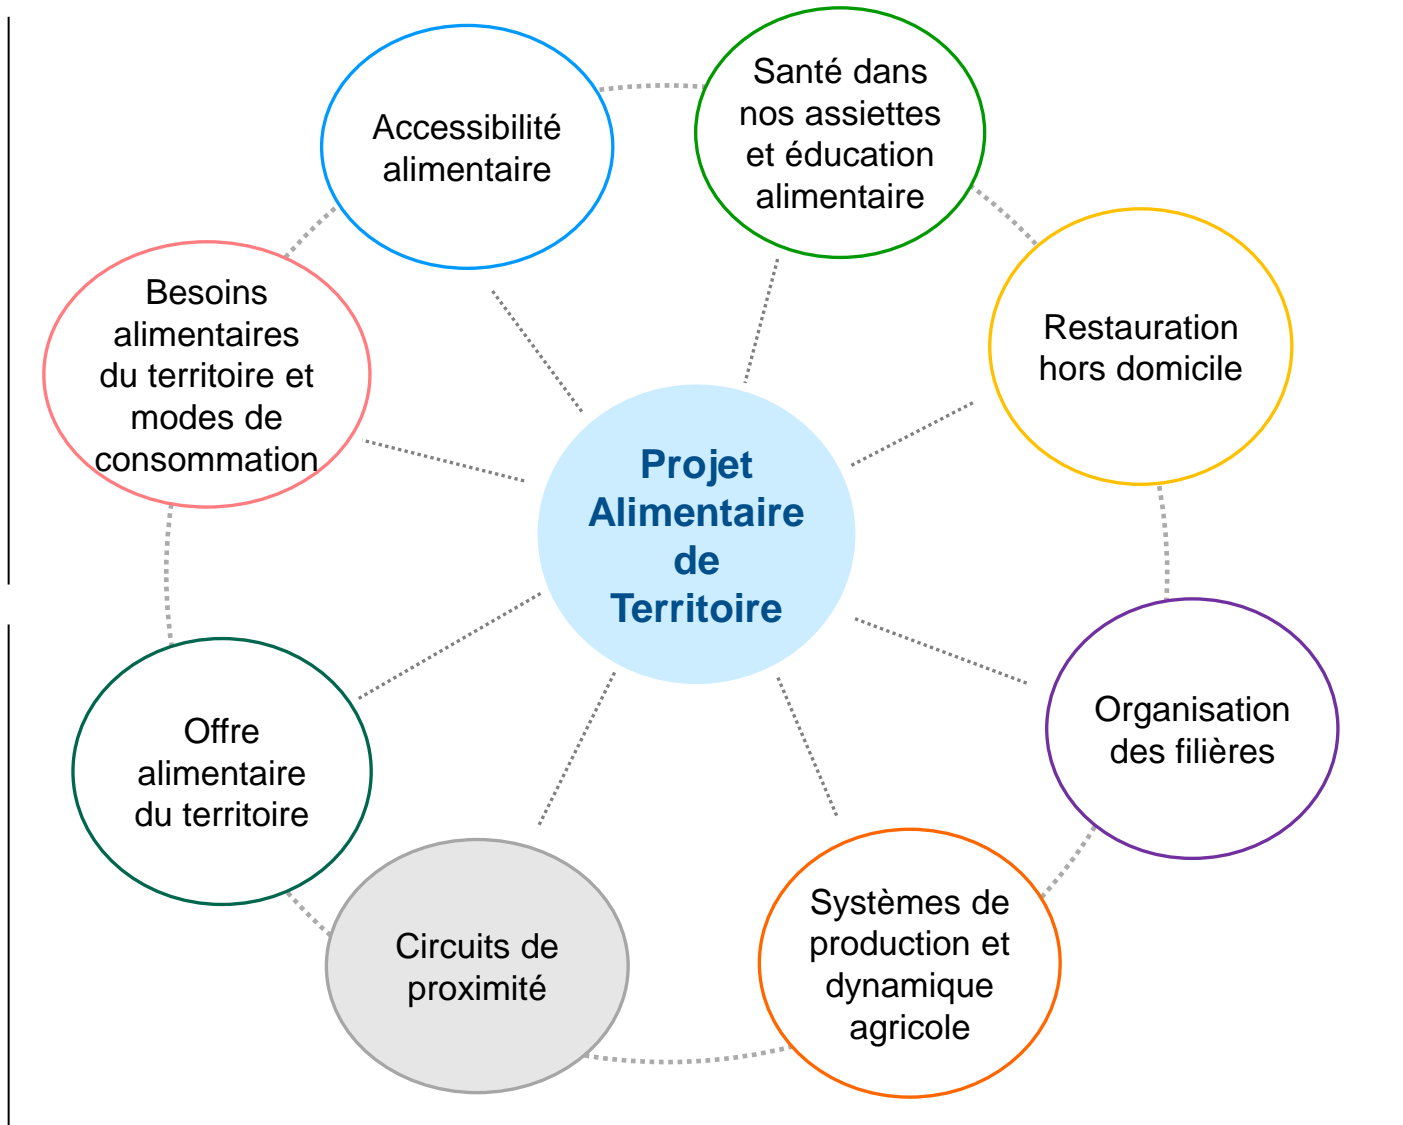 Accessibilité
alimentaire
Santé dans
nos assiettes
et éducation
alimentaire
Besoins
alimentaires
du territoire et
modes de
consommation
Restauration
hors domicile
Projet
Alimentaire
de
Territoire
Offre
alimentaire
du territoire
Organisation
des filières
Circuits de
proximité
Systèmes de
production et
dynamique
agricole